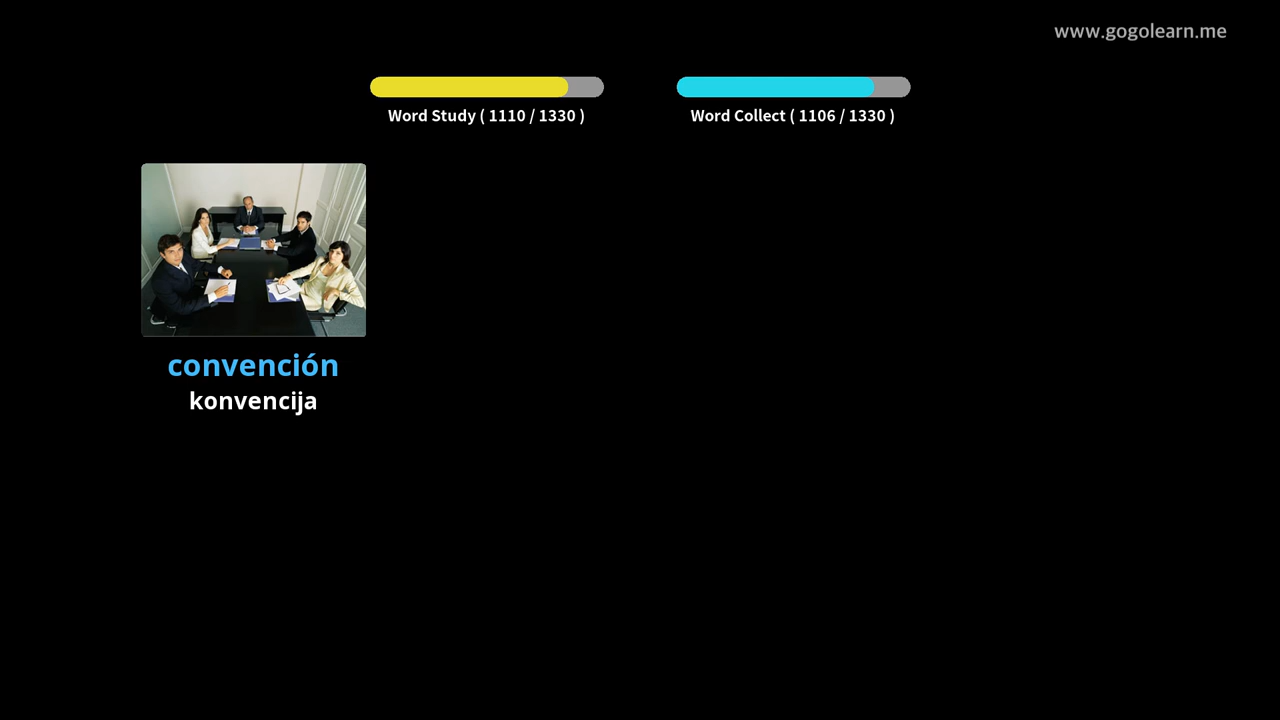 www.gogolearn.me
Word Study ( 1110 / 1330 )
Word Collect ( 1106 / 1330 )
convención
konvencija